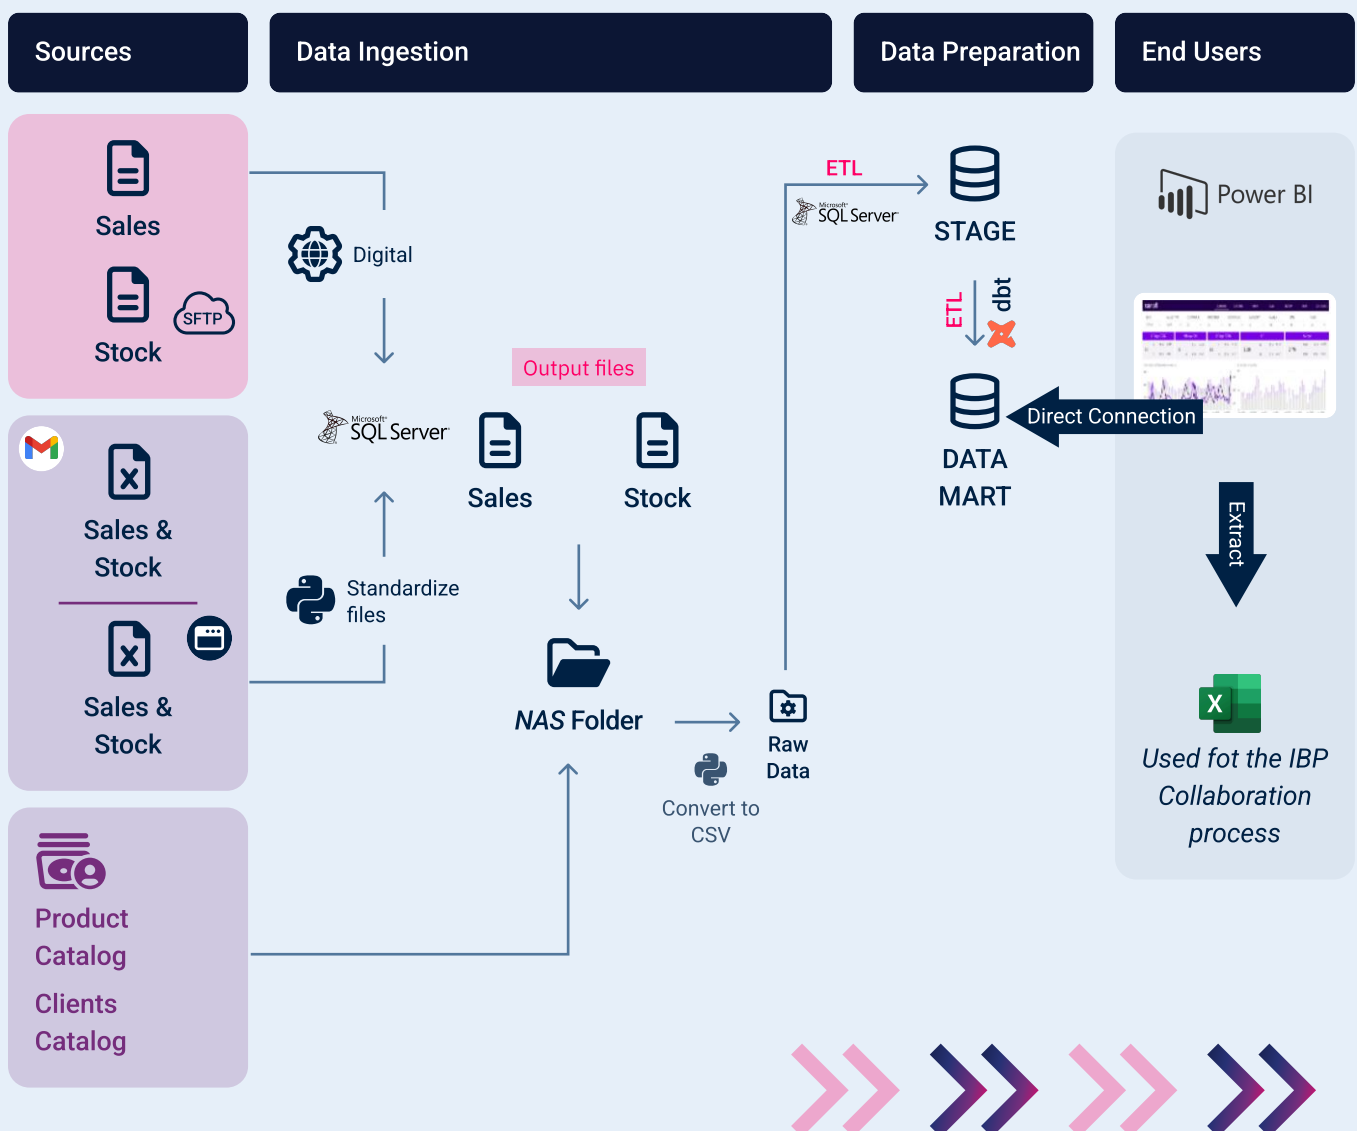 Sources
Data Ingestion
Data Preparation
End Users
Sales
Stock
SFTP
Sales &
Stock
Sales &
Stock
Product
Catalog
Clients
Catalog
Digital
Microsoft
SQL Server
Standardize
files
Output files
Sales
Stock
NAS Folder
Convert to
CSV
Raw
Data
ETL
Microsoft
SQL Server
STAGE
ETL
dbt
DATA
MART
Direct Connection
Power BI
Extract
X
Used fot the IBP
Collaboration
process